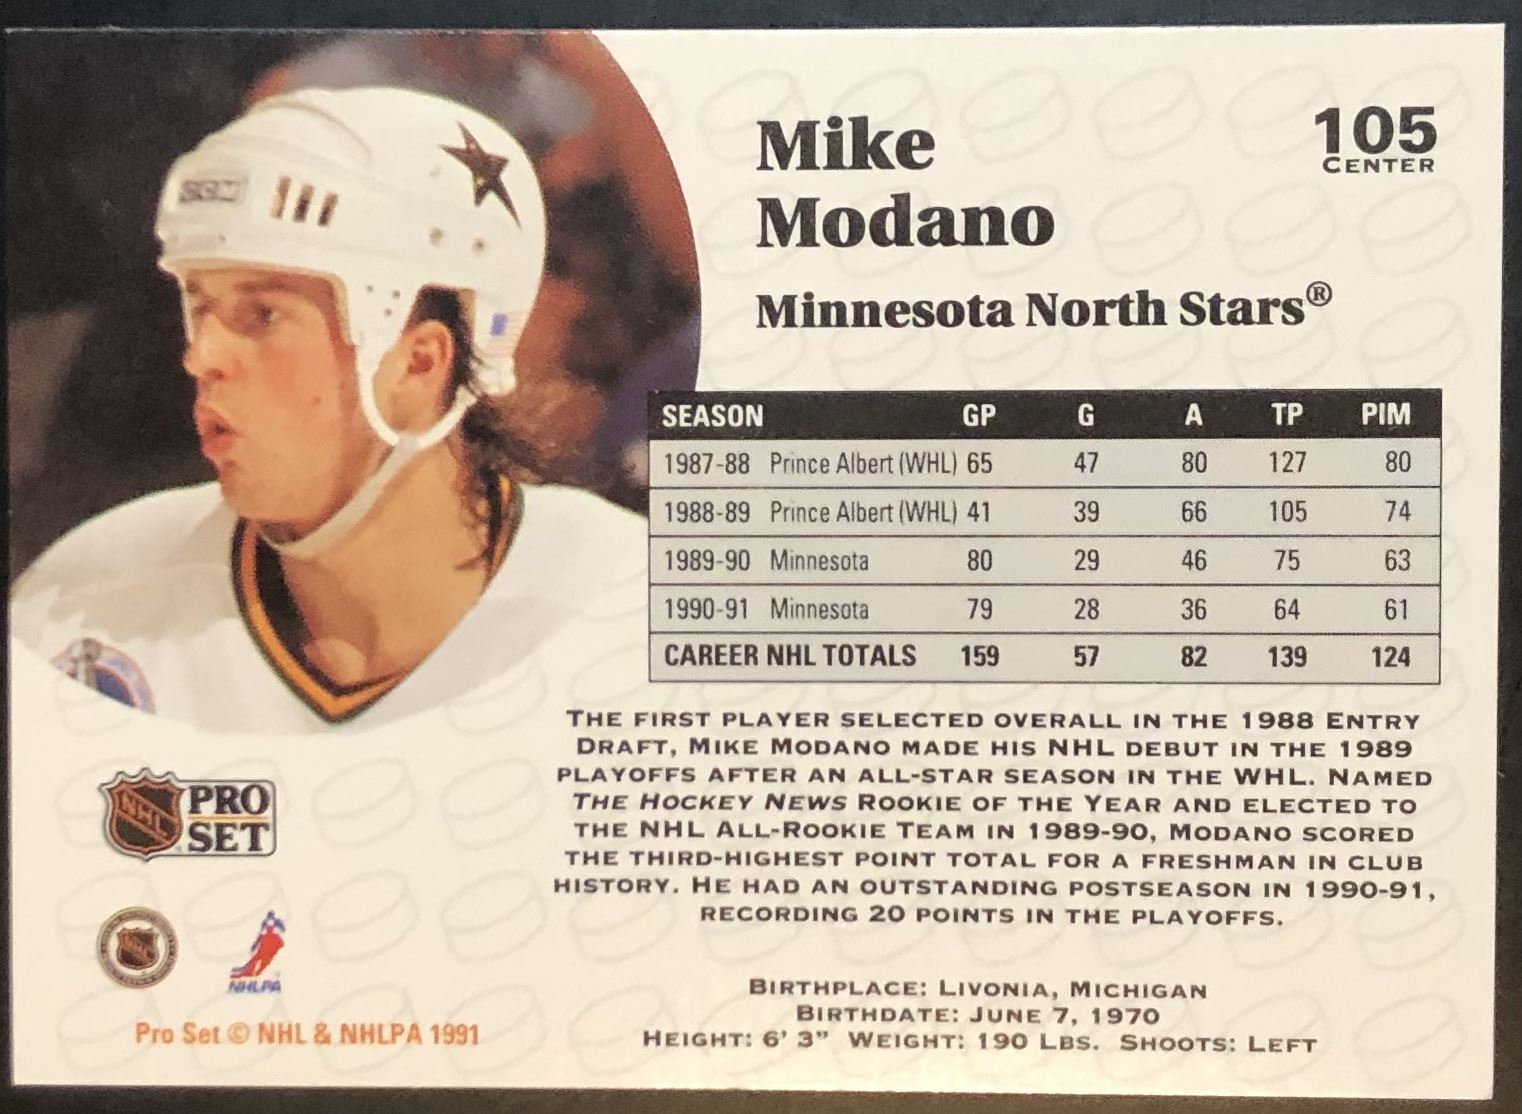 Mike
Modano
105
CENTER
Minnesota North Stars®
SEASON GP G A TP PIM
1987-88 Prince Albert (WHL) 65 47 80 127 80
1988-89 Prince Albert (WHL) 41 39 66 105 74
1989-90 Minnesota 80 29 46 75 63
1990-91 Minnesota 79 28 36 64 61
CAREER NHL TOTALS 159 57 82 139 124
THE FIRST PLAYER SELECTED OVERALL IN THE 1988 ENTRY
DRAFT, MIKE MODANO MADE HIS NHL DEBUT IN THE 1989
PLAYOFFS AFTER AN ALL-STAR SEASON IN THE WHL. NAMED
THE HOCKEY NEWS ROOKIE OF THE YEAR AND ELECTED TO
THE NHL ALL-ROOKIE TEAM IN 1989-90, MODANO SCORED
THE THIRD-HIGHEST POINT TOTAL FOR A FRESHMAN IN CLUB
HISTORY. HE HAD AN OUTSTANDING POSTSEASON IN 1990-91,
RECORDING 20 POINTS IN THE PLAYOFFS.
BIRTHPLACE: LIVONIA, MICHIGAN
BIRTHDATE: JUNE 7, 1970
HEIGHT: 6' 3" WEIGHT: 190 LBS. SHOOTS: LEFT
NHL
PRO
SET
NHLPA
Pro Set © NHL & NHLPA 1991